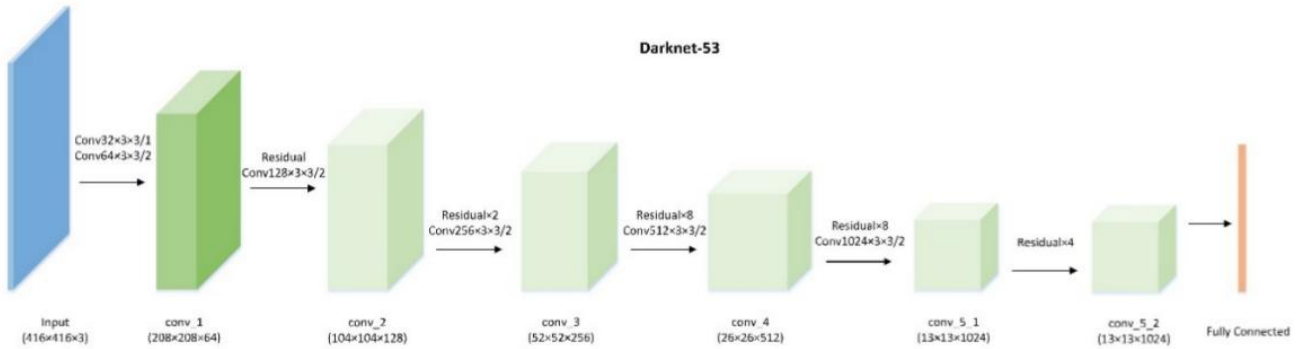 Darknet-53
Conv32×3×3/1
Conv64×3×3/2
Residual
Conv128×3×3/2
Residual×2
Conv256×3×3/2
Residual×8
Conv512×3×3/2
Residual×8
Conv1024×3×3/2
Residual×4
Input
(416×416×3)
conv_1
(208×208×64)
conv_2
(104×104×128)
conv_3
(52×52×256)
conv_4
(26×26×512)
conv_5_1
(13×13×1024)
conv_5_2
(13×13×1024)
Fully Connected